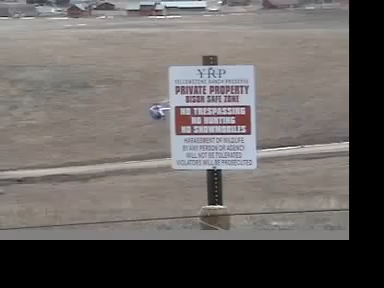 YRP
YELLOWSTONE RANCH PRESERVE
PRIVATE PROPERTY
BISON SAFE ZONE
NO TRESPASSING
NO HUNTING
NO SNOWMOBILES
HARASSMENT OF WILDLIFE
BY ANY PERSON OR AGENCY
WILL NOT BE TOLERATED
VIOLATORS WILL BE PROSECUTED